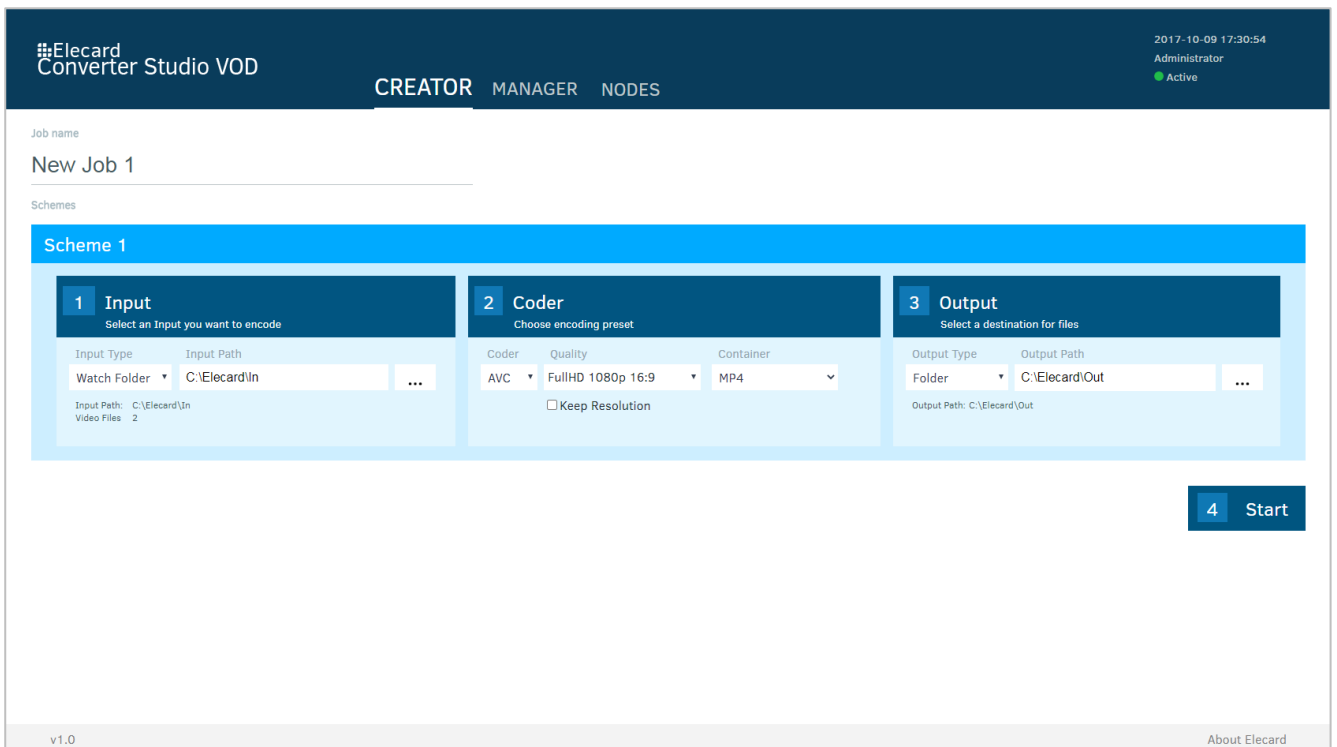 Elecard
Converter Studio VOD
CREATOR MANAGER NODES
2017-10-09 17:30:54
Administrator
Active
Job name
New Job 1
Schemes
Scheme 1
1 Input
Select an Input you want to encode
Input Type Input Path
Watch Folder C:\Elecard\In ...
Input Path: C:\Elecard\In
Video Files 2
2 Coder
Choose encoding preset
Coder Quality Container
AVC FullHD 1080p 16:9 MP4
Keep Resolution
3 Output
Select a destination for files
Output Type Output Path
Folder C:\Elecard\Out ...
Output Path: C:\Elecard\Out
4 Start
v1.0 About Elecard